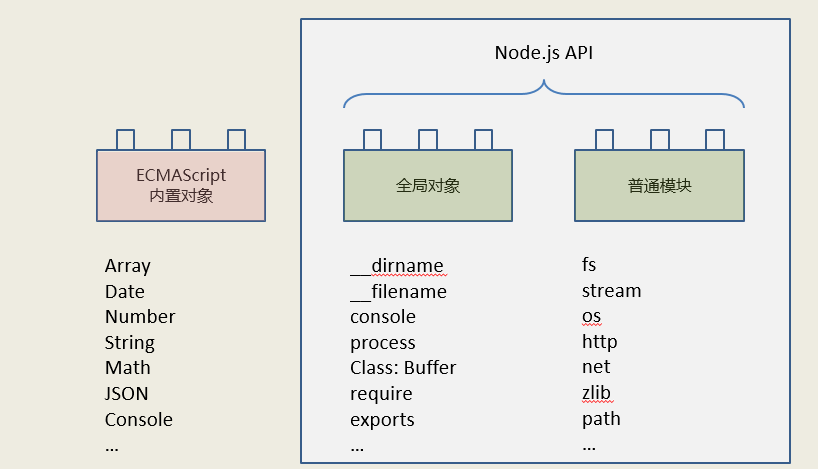 Node.js API
ECMAScript
内置对象
全局对象
普通模块
Array
Date
Number
String
Math
JSON
Console
...
__dirname
__filename
console
process
Class: Buffer
require
exports
...
fs
stream
os
http
net
zlib
path
...